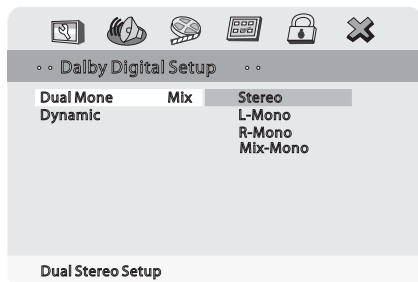 Dalby Digital Setup
Dual Mone Mix Stereo
Dynamic L-Mono
R-Mono
Mix-Mono
Dual Stereo Setup